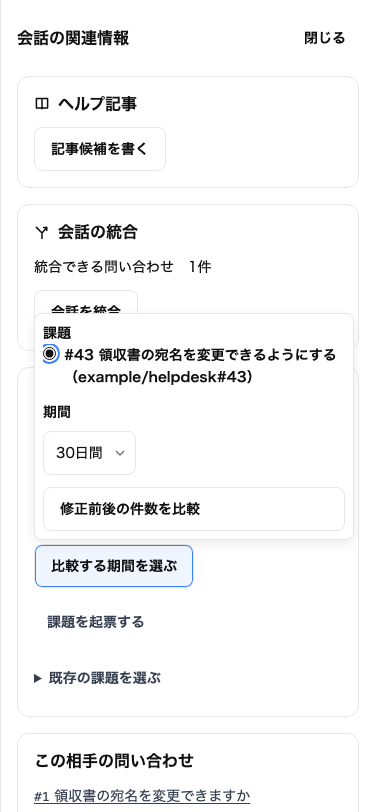 会話の関連情報
閉じる
ヘルプ記事
記事候補を書く
会話の統合
統合できる問い合わせ　1件
会話を統合
課題
#43 領収書の宛名を変更できるようにする
（example/helpdesk#43）
期間
30日間
修正前後の件数を比較
比較する期間を選ぶ
課題を起票する
既存の課題を選ぶ
この相手の問い合わせ
#1 領収書の宛名を変更できますか